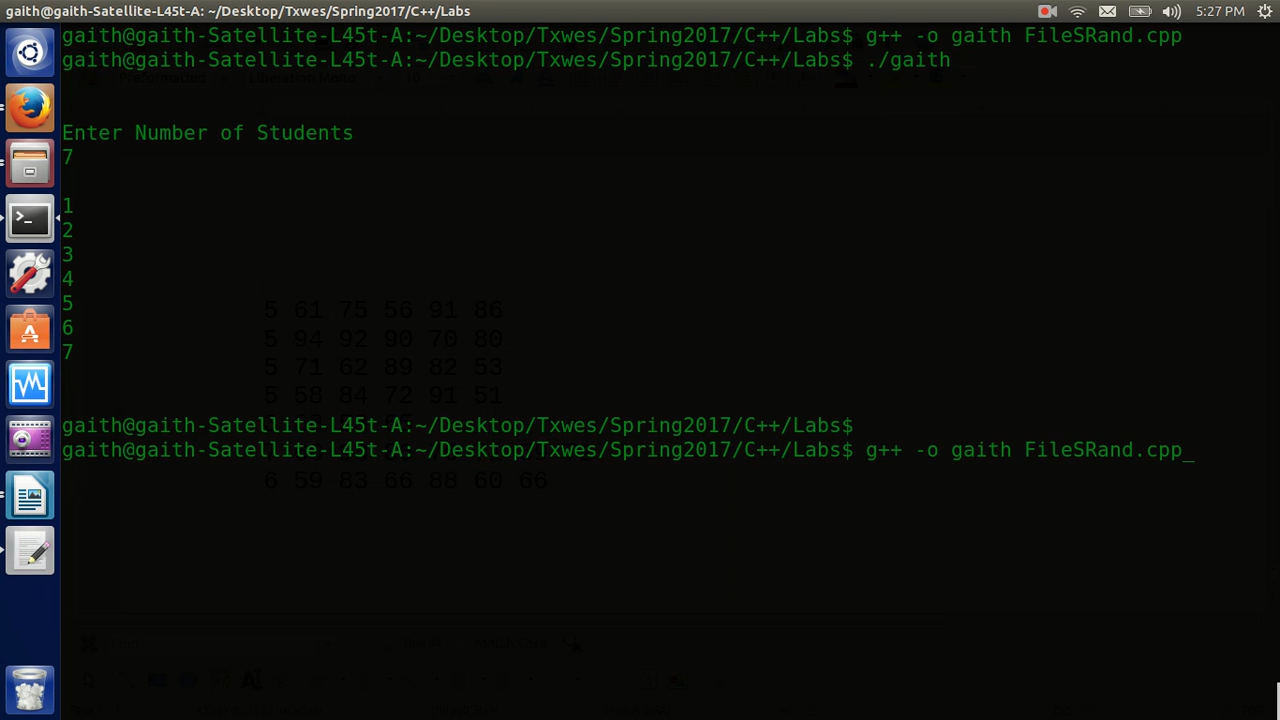 gaith@gaith-Satellite-L45t-A: ~/Desktop/Txwes/Spring2017/C++/Labs 5:27 PM
gaith@gaith-Satellite-L45t-A:~/Desktop/Txwes/Spring2017/C++/Labs$ g++ -o gaith FileSRand.cpp
gaith@gaith-Satellite-L45t-A:~/Desktop/Txwes/Spring2017/C++/Labs$ ./gaith
Enter Number of Students
7
1
2
3
4
5
5 61 75 56 91 86
6
5 94 92 90 70 80
7
5 71 62 89 82 53
5 58 84 72 91 51
gaith@gaith-Satellite-L45t-A:~/Desktop/Txwes/Spring2017/C++/Labs$
gaith@gaith-Satellite-L45t-A:~/Desktop/Txwes/Spring2017/C++/Labs$ g++ -o gaith FileSRand.cpp_
6 59 83 66 88 60 66